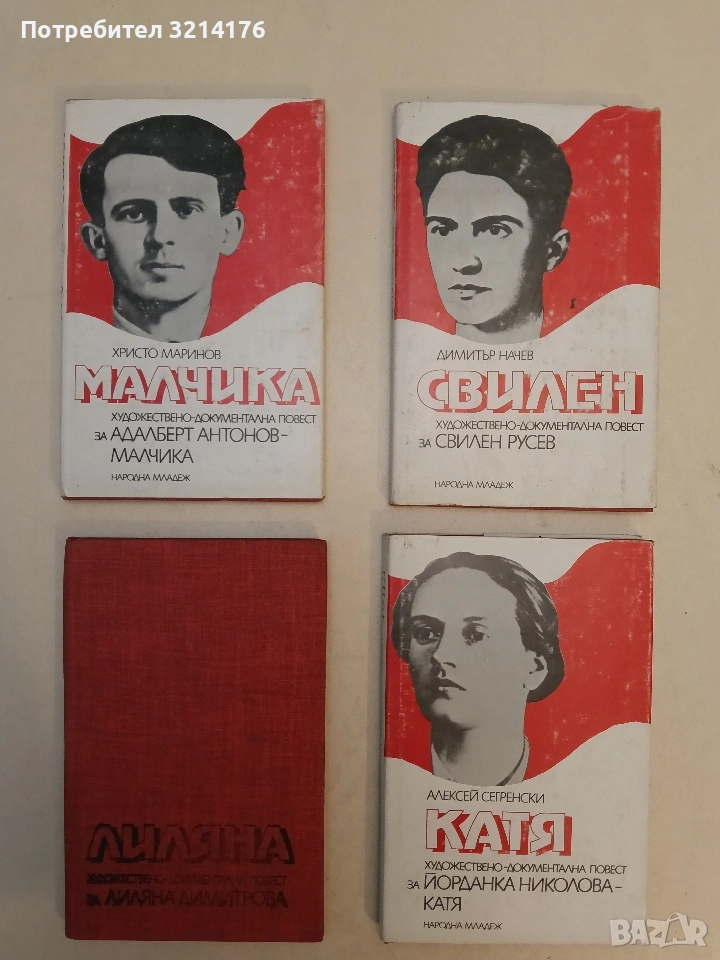 Потребител 3214176
ХРИСТО МАРИНОВ
МАЛЧИКА
ХУДОЖЕСТВЕНО-ДОКУМЕНТАЛНА ПОВЕСТ
ЗА АДАЛБЕРТ АНТОНОВ-
МАЛЧИКА
НАРОДНА МЛАДЕЖ
ДИМИТЪР НАЧЕВ
СВИЛЕН
ХУДОЖЕСТВЕНО-ДОКУМЕНТАЛНА ПОВЕСТ
ЗА СВИЛЕН РУСЕВ
НАРОДНА МЛАДЕЖ
ЛИЛЯНА
ХУДОЖЕСТВЕНО-ДОКУМЕНТАЛНА ПОВЕСТ
ЗА ЛИЛЯНА ДИМИТРОВА
АЛЕКСЕЙ СЕГРЕНСКИ
КАТЯ
ХУДОЖЕСТВЕНО-ДОКУМЕНТАЛНА ПОВЕСТ
ЗА ЙОРДАНКА НИКОЛОВА-
КАТЯ
НАРОДНА МЛАДЕЖ
BAZAR